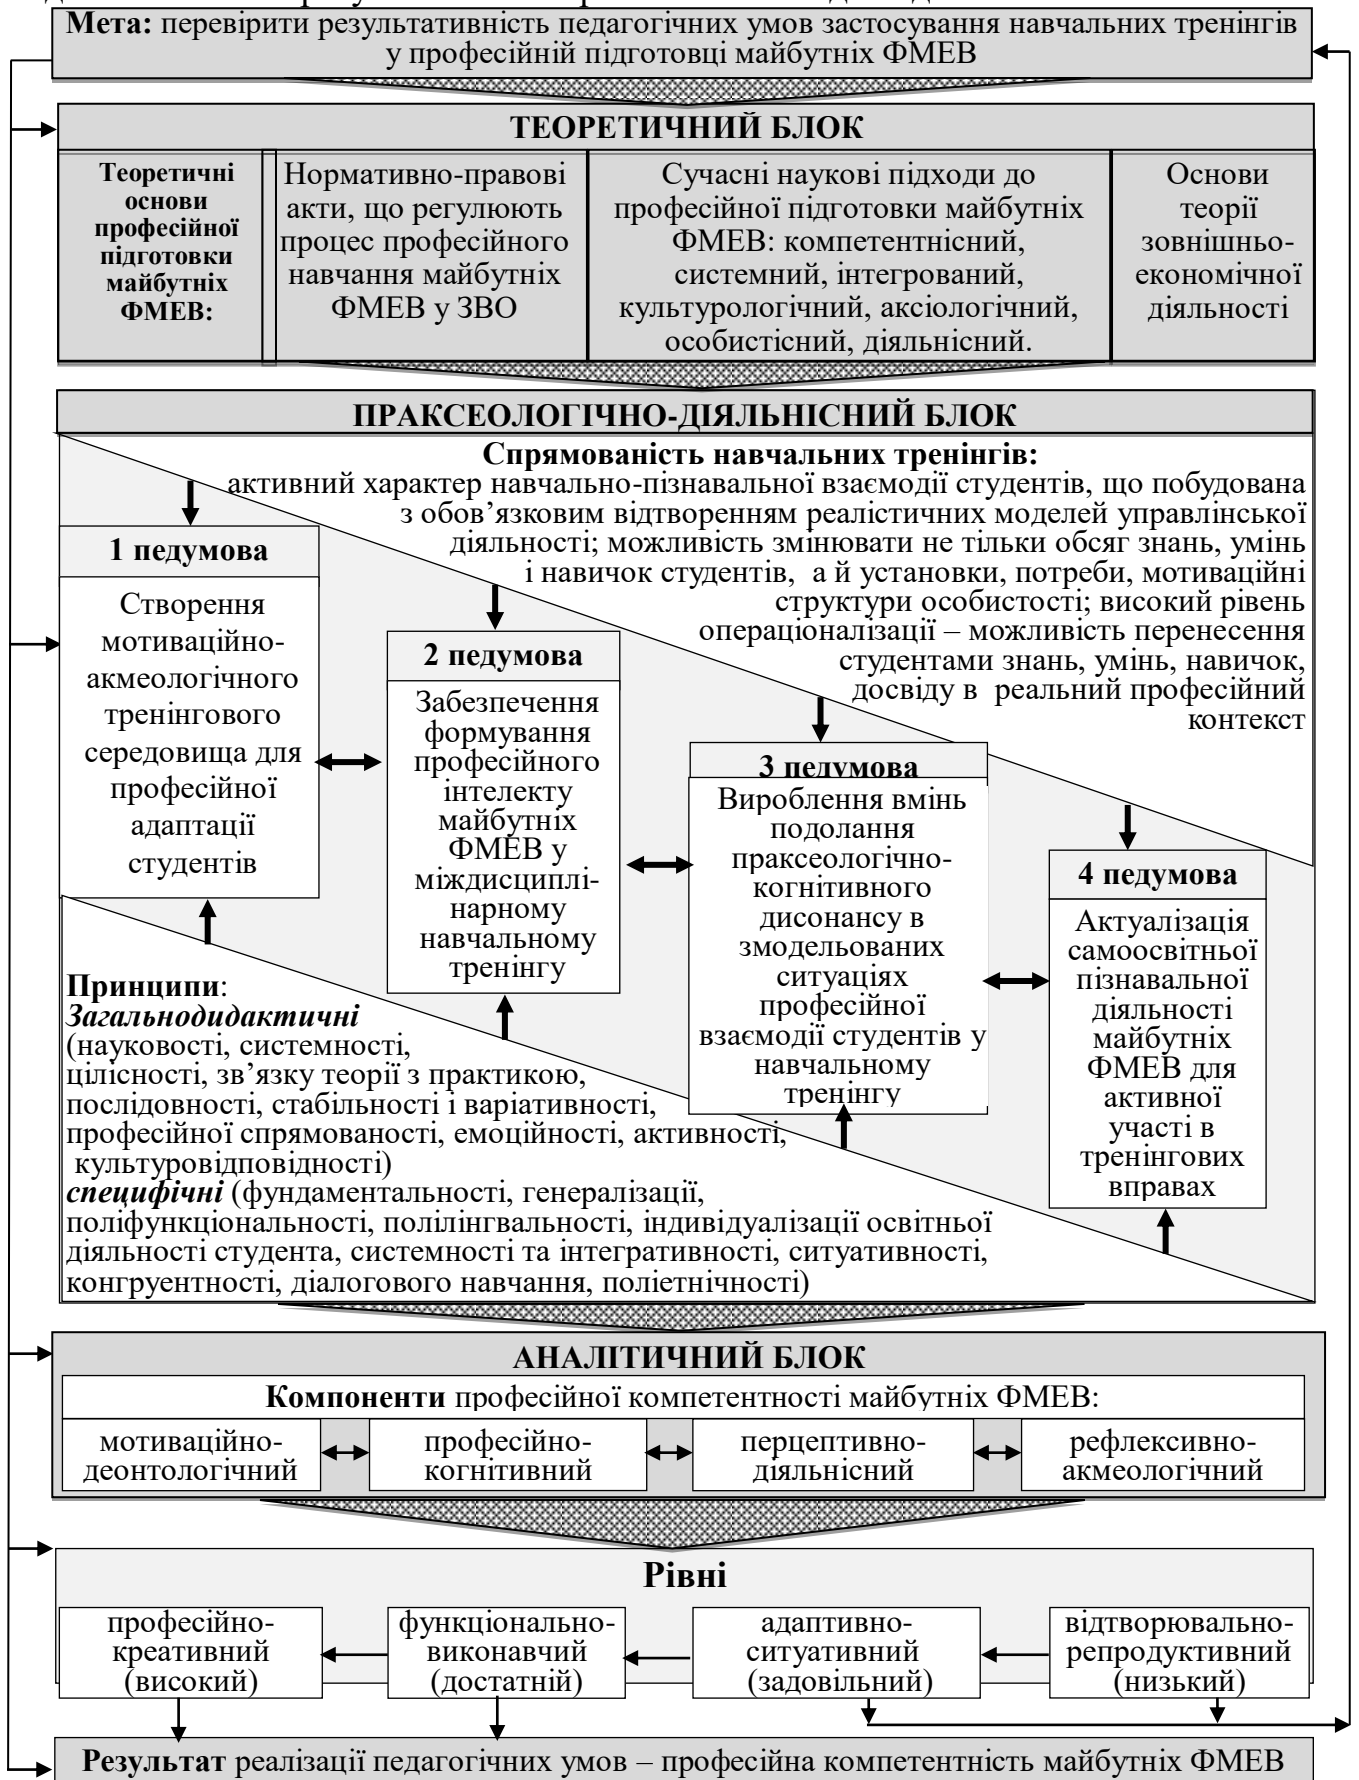 Мета: перевірити результативність педагогічних умов застосування навчальних тренінгів
у професійній підготовці майбутніх ФМЕВ
ТЕОРЕТИЧНИЙ БЛОК
Теоретичні
основи
професійної
підготовки
майбутніх
ФМЕВ:
Нормативно-правові
акти, що регулюють
процес професійного
навчання майбутніх
ФМЕВ у ЗВО
Сучасні наукові підходи до
професійної підготовки майбутніх
ФМЕВ: компетентнісний,
системний, інтегрований,
культурологічний, аксіологічний,
особистісний, діяльнісний.
Основи
теорії
зовнішньо-
економічної
діяльності
ПРАКСЕОЛОГІЧНО-ДІЯЛЬНІСНИЙ БЛОК
Спрямованість навчальних тренінгів:
активний характер навчально-пізнавальної взаємодії студентів, що побудована
з обов’язковим відтворенням реалістичних моделей управлінської
діяльності; можливість змінювати не тільки обсяг знань, умінь
і навичок студентів, а й установки, потреби, мотиваційні
структури особистості; високий рівень
операціоналізації – можливість перенесення
студентами знань, умінь, навичок,
досвіду в реальний професійний
контекст
1 педумова
Створення
мотиваційно-
акмеологічного
тренінгового
середовища для
професійної
адаптації
студентів
2 педумова
Забезпечення
формування
професійного
інтелекту
майбутніх
ФМЕВ у
міждисциплі-
нарному
навчальному
тренінгу
3 педумова
Вироблення вмінь
подолання
праксеологічно-
когнітивного
дисонансу в
змодельованих
ситуаціях
професійної
взаємодії студентів у
навчальному
тренінгу
4 педумова
Актуалізація
самоосвітньої
пізнавальної
діяльності
майбутніх
ФМЕВ для
активної
участі в
тренінгових
вправах
Принципи:
Загальнодидактичні
(науковості, системності,
цілісності, зв’язку теорії з практикою,
послідовності, стабільності і варіативності,
професійної спрямованості, емоційності, активності,
культуровідповідності)
специфічні (фундаментальності, генералізації,
поліфункціональності, полілінгвальності, індивідуалізації освітньої
діяльності студента, системності та інтегративності, ситуативності,
конгруентності, діалогового навчання, поліетнічності)
АНАЛІТИЧНИЙ БЛОК
Компоненти професійної компетентності майбутніх ФМЕВ:
мотиваційно-
деонтологічний
професійно-
когнітивний
перцептивно-
діяльнісний
рефлексивно-
акмеологічний
Рівні
професійно-
креативний
(високий)
функціонально-
виконавчий
(достатній)
адаптивно-
ситуативний
(задовільний)
відтворювально-
репродуктивний
(низький)
Результат реалізації педагогічних умов – професійна компетентність майбутніх ФМЕВ